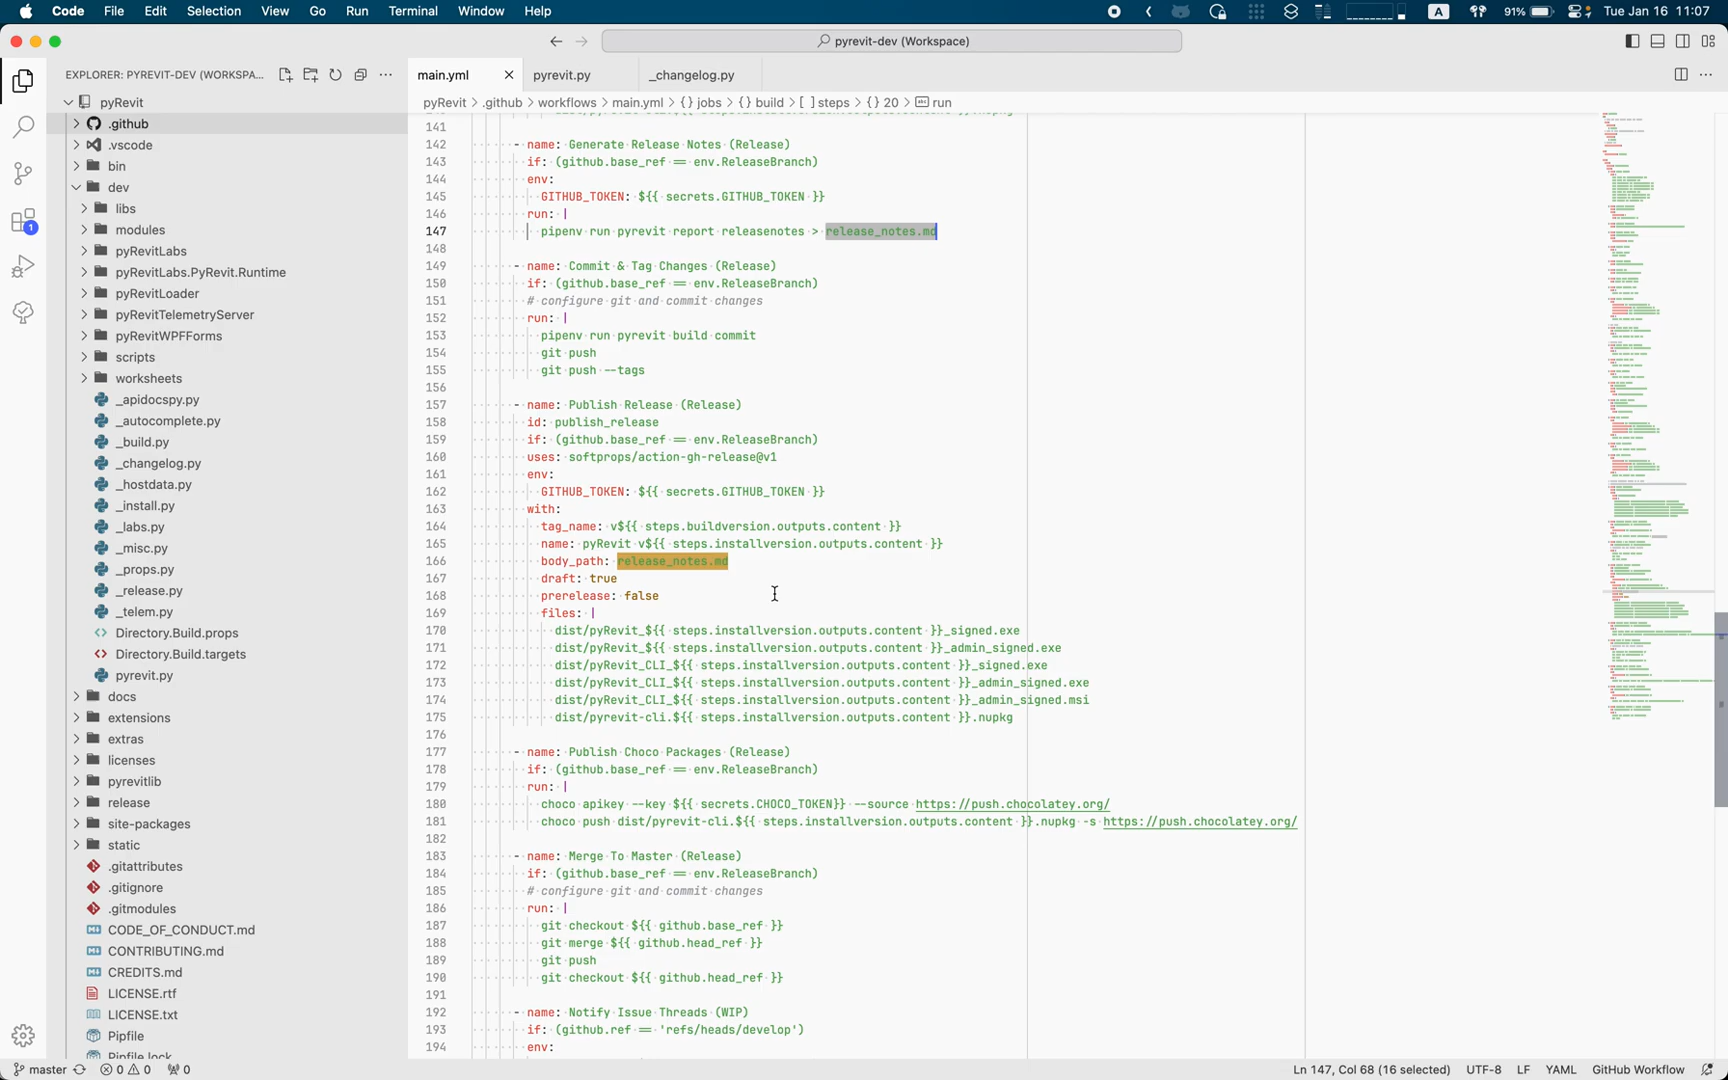 Code File Edit Selection View Go Run Terminal Window Help
A 91% Tue Jan 16 11:07
pyrevit-dev (Workspace)
EXPLORER: PYREVIT-DEV (WORKSPA...
pyRevit
.github
.vscode
bin
dev
libs
modules
pyRevitLabs
pyRevitLabs.PyRevit.Runtime
pyRevitLoader
pyRevitTelemetryServer
pyRevitWPFForms
scripts
worksheets
_apidocspy.py
_autocomplete.py
_build.py
_changelog.py
_hostdata.py
_install.py
_labs.py
_misc.py
_props.py
_release.py
_telem.py
Directory.Build.props
Directory.Build.targets
pyrevit.py
docs
extensions
extras
licenses
pyrevitlib
release
site-packages
static
.gitattributes
.gitignore
.gitmodules
CODE_OF_CONDUCT.md
CONTRIBUTING.md
CREDITS.md
LICENSE.rtf
LICENSE.txt
Pipfile
Pipfile.lock
1
main.yml pyrevit.py _changelog.py
pyRevit > .github > workflows > main.yml > {} jobs > {} build > [ ] steps > {} 20 > run
141
142 - name: Generate Release Notes (Release)
143 if: (github.base_ref == env.ReleaseBranch)
144 env:
145 GITHUB_TOKEN: ${{ secrets.GITHUB_TOKEN }}
146 run: |
147 pipenv run pyrevit report releasenotes > release_notes.md
148
149 - name: Commit & Tag Changes (Release)
150 if: (github.base_ref == env.ReleaseBranch)
151 # configure git and commit changes
152 run: |
153 pipenv run pyrevit build commit
154 git push
155 git push --tags
156
157 - name: Publish Release (Release)
158 id: publish_release
159 if: (github.base_ref == env.ReleaseBranch)
160 uses: softprops/action-gh-release@v1
161 env:
162 GITHUB_TOKEN: ${{ secrets.GITHUB_TOKEN }}
163 with:
164 tag_name: v${{ steps.buildversion.outputs.content }}
165 name: pyRevit v${{ steps.installversion.outputs.content }}
166 body_path: release_notes.md
167 draft: true
168 prerelease: false
169 files: |
170 dist/pyRevit_${{ steps.installversion.outputs.content }}_signed.exe
171 dist/pyRevit_${{ steps.installversion.outputs.content }}_admin_signed.exe
172 dist/pyRevit_CLI_${{ steps.installversion.outputs.content }}_signed.exe
173 dist/pyRevit_CLI_${{ steps.installversion.outputs.content }}_admin_signed.exe
174 dist/pyRevit_CLI_${{ steps.installversion.outputs.content }}_admin_signed.msi
175 dist/pyrevit-cli.${{ steps.installversion.outputs.content }}.nupkg
176
177 - name: Publish Choco Packages (Release)
178 if: (github.base_ref == env.ReleaseBranch)
179 run: |
180 choco apikey --key ${{ secrets.CHOCO_TOKEN}} --source https://push.chocolatey.org/
181 choco push dist/pyrevit-cli.${{ steps.installversion.outputs.content }}.nupkg -s https://push.chocolatey.org/
182
183 - name: Merge To Master (Release)
184 if: (github.base_ref == env.ReleaseBranch)
185 # configure git and commit changes
186 run: |
187 git checkout ${{ github.base_ref }}
188 git merge ${{ github.head_ref }}
189 git push
190 git checkout ${{ github.head_ref }}
191
192 - name: Notify Issue Threads (WIP)
193 if: (github.ref == 'refs/heads/develop')
194 env:
master 0 0 0 Ln 147, Col 68 (16 selected) UTF-8 LF YAML GitHub Workflow